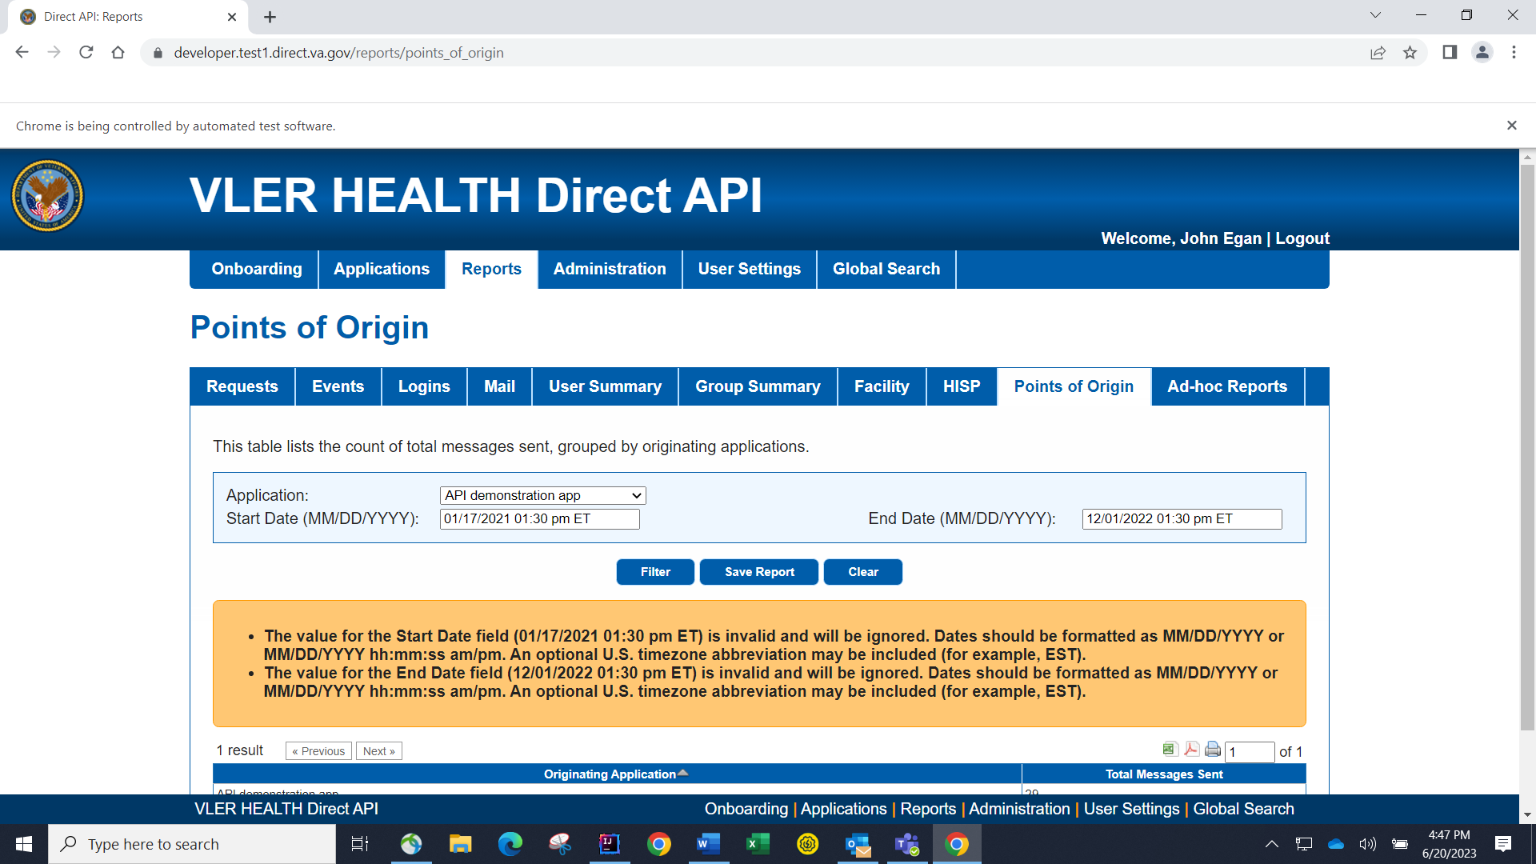 Direct API: Reports
developer.test1.direct.va.gov/reports/points_of_origin
Chrome is being controlled by automated test software.
VLER HEALTH Direct API
Welcome, John Egan | Logout
Onboarding Applications Reports Administration User Settings Global Search
Points of Origin
Requests Events Logins Mail User Summary Group Summary Facility HISP Points of Origin Ad-hoc Reports
This table lists the count of total messages sent, grouped by originating applications.
Application: API demonstration app
Start Date (MM/DD/YYYY): 01/17/2021 01:30 pm ET End Date (MM/DD/YYYY): 12/01/2022 01:30 pm ET
Filter Save Report Clear
• The value for the Start Date field (01/17/2021 01:30 pm ET) is invalid and will be ignored. Dates should be formatted as MM/DD/YYYY or
MM/DD/YYYY hh:mm:ss am/pm. An optional U.S. timezone abbreviation may be included (for example, EST).
• The value for the End Date field (12/01/2022 01:30 pm ET) is invalid and will be ignored. Dates should be formatted as MM/DD/YYYY or
MM/DD/YYYY hh:mm:ss am/pm. An optional U.S. timezone abbreviation may be included (for example, EST).
1 result « Previous Next » 1 of 1
Originating Application Total Messages Sent
API demonstration app 29
VLER HEALTH Direct API Onboarding | Applications | Reports | Administration | User Settings | Global Search
Type here to search
4:47 PM
6/20/2023